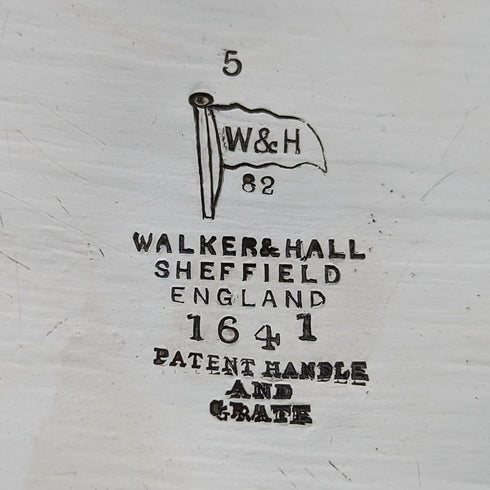 5
W&H
82
WALKER&HALL
SHEFFIELD
ENGLAND
1641
PATENT HANDLE
AND
GRATE